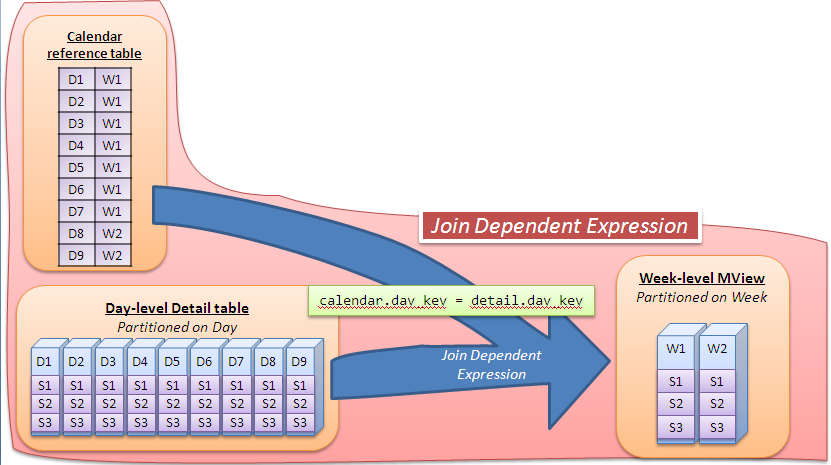 Calendar
reference table
D1 W1
D2 W1
D3 W1
D4 W1
D5 W1
D6 W1
D7 W1
D8 W2
D9 W2
Join Dependent Expression
calendar.day_key = detail.day_key
Day-level Detail table
Partitioned on Day
D1 D2 D3 D4 D5 D6 D7 D8 D9
S1 S1 S1 S1 S1 S1 S1 S1 S1
S2 S2 S2 S2 S2 S2 S2 S2 S2
S3 S3 S3 S3 S3 S3 S3 S3 S3
Join Dependent
Expression
Week-level MView
Partitioned on Week
W1 W2
S1 S1
S2 S2
S3 S3